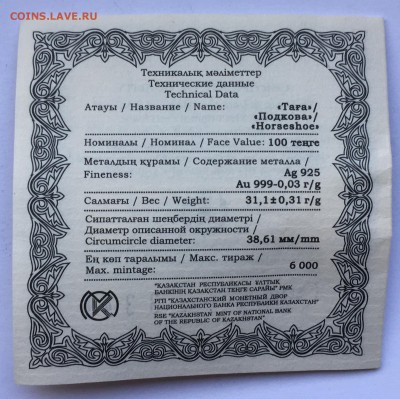 COINS.LAVE.RU
Техникалық мәліметтер
Технические данные
Technical Data
Атауы / Название / Name: «Таға»/
«Подкова»/
«Horseshoe»
Номиналы / Номинал / Face Value: 100 теңге
Металдың құрамы / Содержание металла /
Fineness: Ag 925
Au 999-0,03 г/g
Салмағы / Вес / Weight: 31,1±0,31 г/g
Сипатталған шеңбердің диаметрі /
Диаметр описанной окружности /
Circumcircle diameter: 38,61 мм/mm
Ең көп таралымы / Макс. тираж /
Max. mintage: 6 000
"ҚАЗАҚСТАН РЕСПУБЛИКАСЫ ҰЛТТЫҚ
БАНКІНІҢ ҚАЗАҚСТАН ТЕҢГЕ САРАЙЫ" РМК
РГП "КАЗАХСТАНСКИЙ МОНЕТНЫЙ ДВОР
НАЦИОНАЛЬНОГО БАНКА РЕСПУБЛИКИ КАЗАХСТАН"
RSE "KAZAKHSTAN MINT OF NATIONAL BANK
OF THE REPUBLIC OF KAZAKHSTAN"